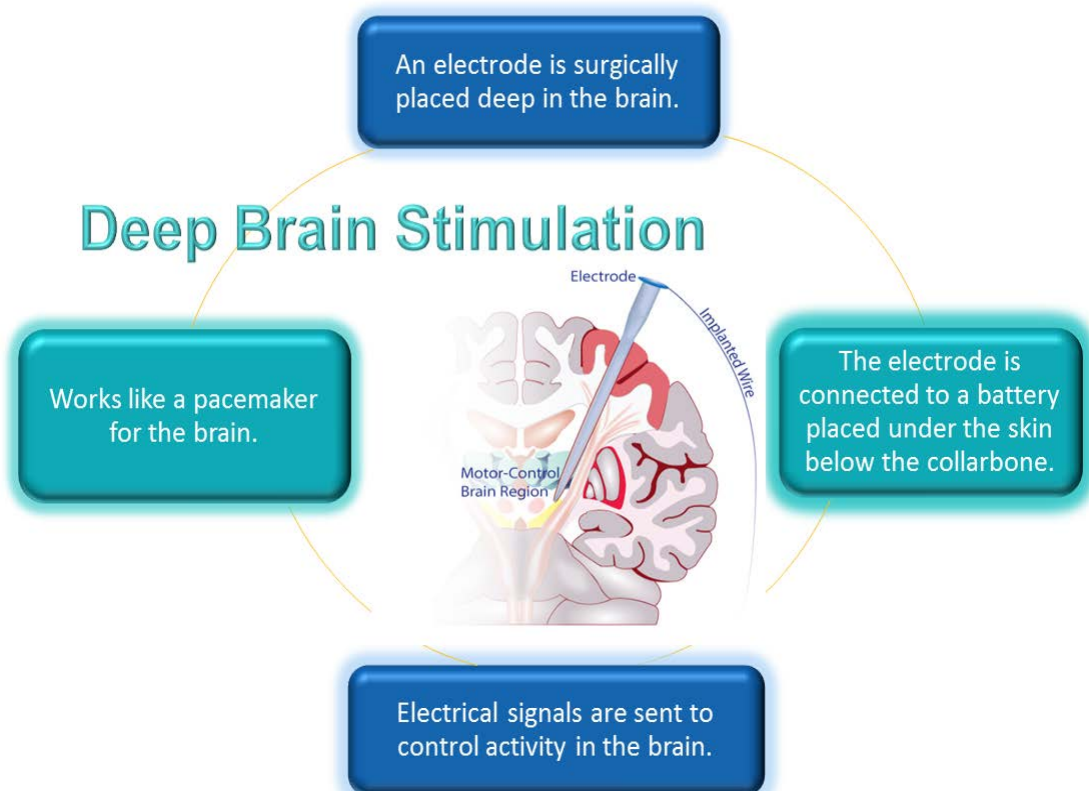 An electrode is surgically
placed deep in the brain.
Deep Brain Stimulation
Electrode
Implanted Wire
Motor-Control
Brain Region
The electrode is
connected to a battery
placed under the skin
below the collarbone.
Electrical signals are sent to
control activity in the brain.
Works like a pacemaker
for the brain.